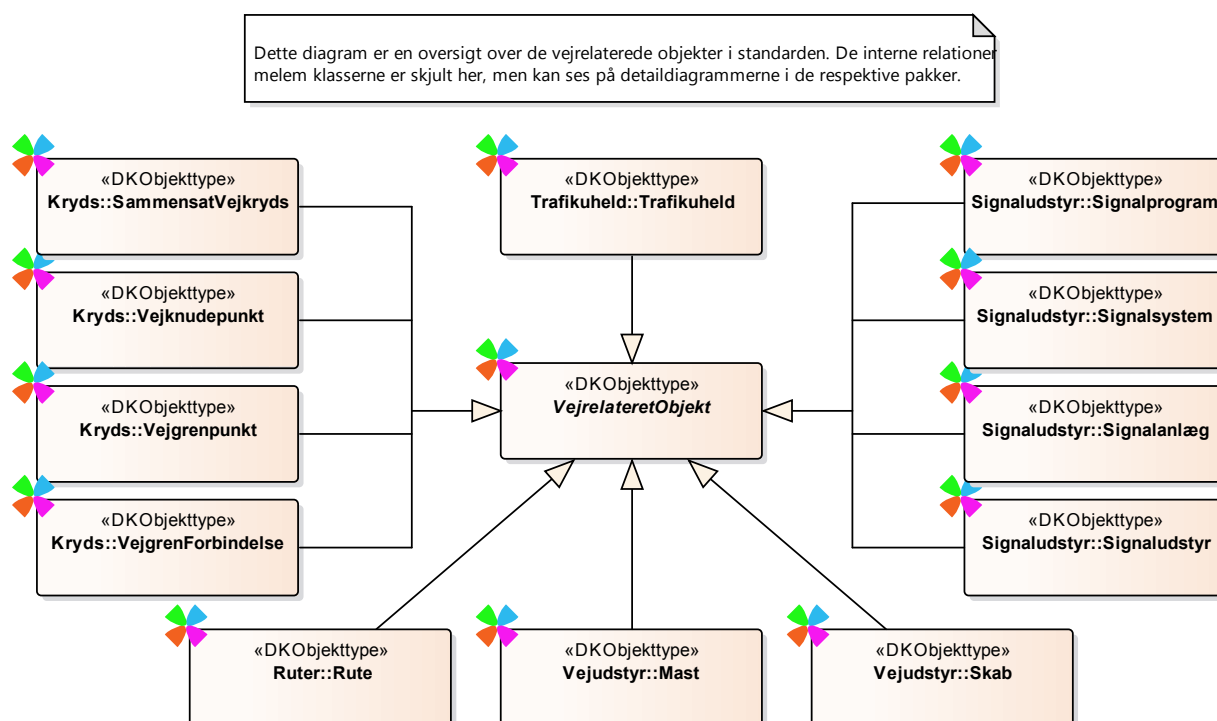 Dette diagram er en oversigt over de vejrelaterede objekter i standarden. De interne relationer
melem klasserne er skjult her, men kan ses på detaildiagrammerne i de respektive pakker.
«DKObjekttype»
Kryds::SammensatVejkryds
«DKObjekttype»
Trafikuheld::Trafikuheld
«DKObjekttype»
Signaludstyr::Signalprogram
«DKObjekttype»
Kryds::Vejknudepunkt
«DKObjekttype»
Signaludstyr::Signalsystem
«DKObjekttype»
VejrelateretObjekt
«DKObjekttype»
Kryds::Vejgrenpunkt
«DKObjekttype»
Signaludstyr::Signalanlæg
«DKObjekttype»
Kryds::VejgrenForbindelse
«DKObjekttype»
Signaludstyr::Signaludstyr
«DKObjekttype»
Ruter::Rute
«DKObjekttype»
Vejudstyr::Mast
«DKObjekttype»
Vejudstyr::Skab